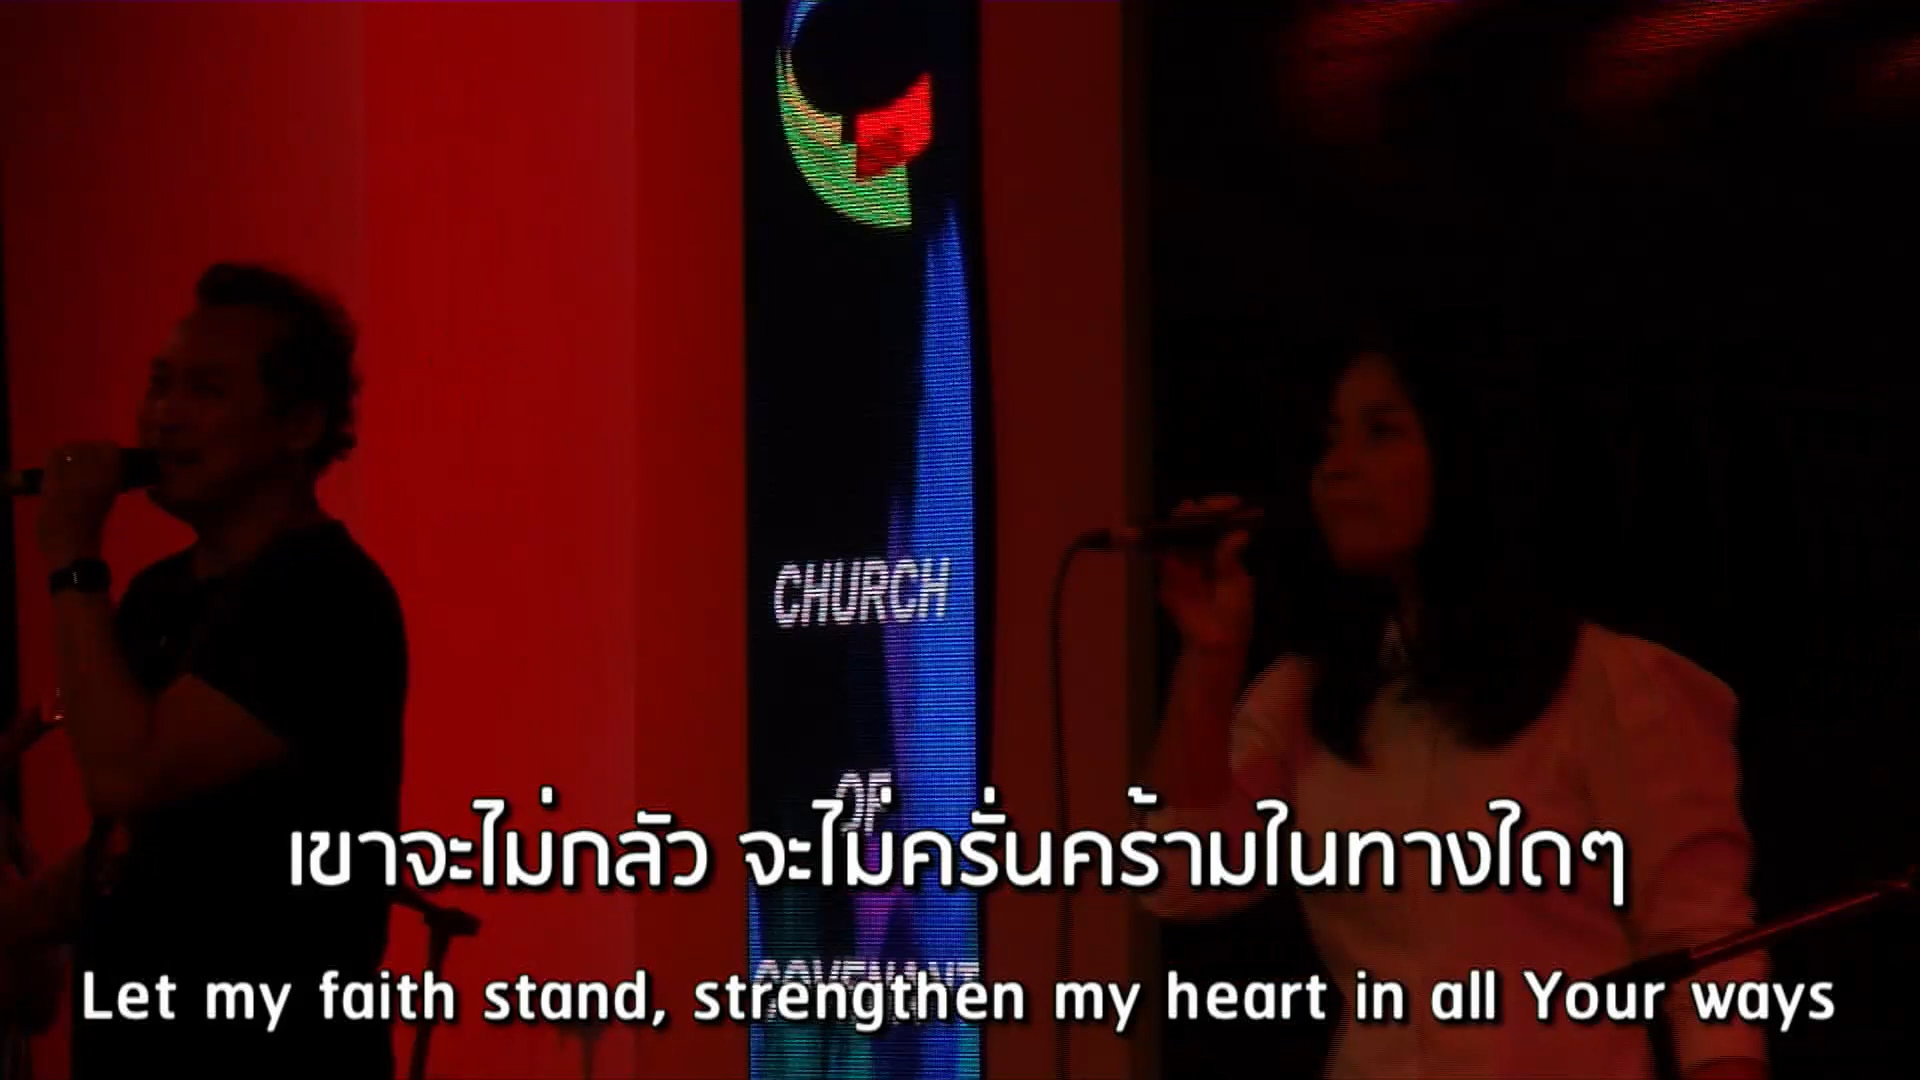 CHURCH
OF
COVENANT
เขาจะไม่กลัว จะไม่ครั่นคร้ามในทางใดๆ
Let my faith stand, strengthen my heart in all Your ways